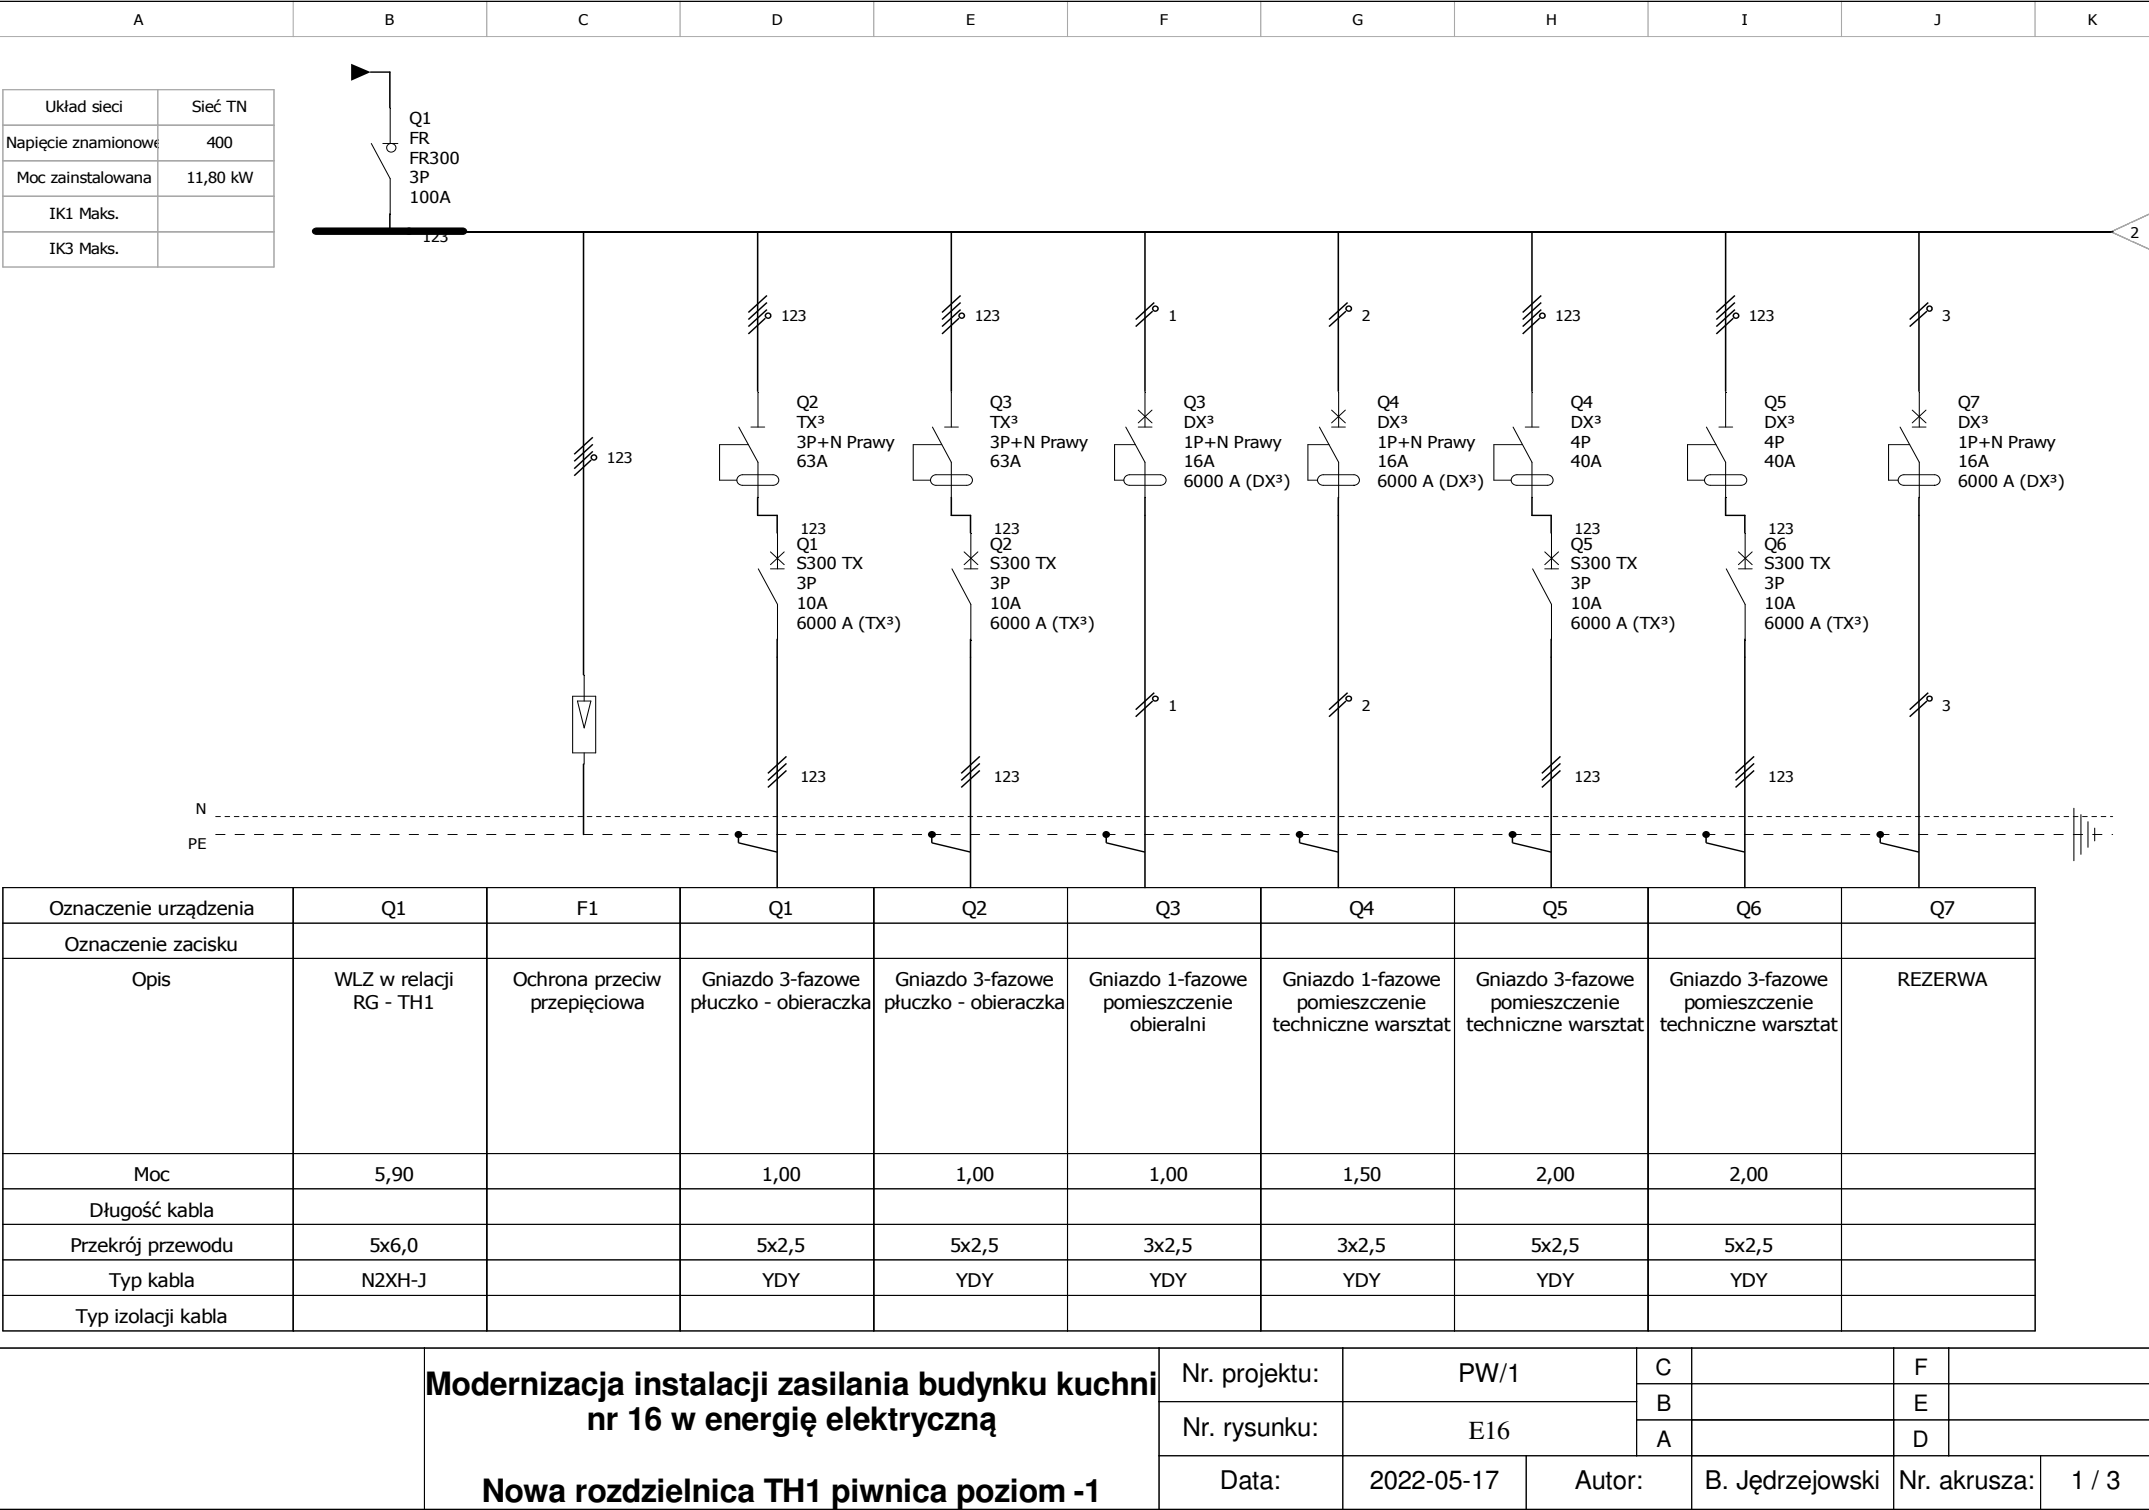 A B C D E F G H I J K
Układ sieci Sieć TN
Napięcie znamionowe 400
Moc zainstalowana 11,80 kW
IK1 Maks.
IK3 Maks.
Q1
FR
FR300
3P
100A
123
2
123
123
123
1
2
123
123
3
Q2
TX³
3P+N Prawy
63A
Q3
TX³
3P+N Prawy
63A
Q3
DX³
1P+N Prawy
16A
6000 A (DX³)
Q4
DX³
1P+N Prawy
16A
6000 A (DX³)
Q4
DX³
4P
40A
Q5
DX³
4P
40A
Q7
DX³
1P+N Prawy
16A
6000 A (DX³)
123
Q1
S300 TX
3P
10A
6000 A (TX³)
123
Q2
S300 TX
3P
10A
6000 A (TX³)
123
Q5
S300 TX
3P
10A
6000 A (TX³)
123
Q6
S300 TX
3P
10A
6000 A (TX³)
1
2
3
123
123
123
123
N
PE
Oznaczenie urządzenia Q1 F1 Q1 Q2 Q3 Q4 Q5 Q6 Q7
Oznaczenie zacisku
Opis
WLZ w relacji
RG - TH1
Ochrona przeciw
przepięciowa
Gniazdo 3-fazowe
płuczko - obieraczka
Gniazdo 3-fazowe
płuczko - obieraczka
Gniazdo 1-fazowe
pomieszczenie
obieralni
Gniazdo 1-fazowe
pomieszczenie
techniczne warsztat
Gniazdo 3-fazowe
pomieszczenie
techniczne warsztat
Gniazdo 3-fazowe
pomieszczenie
techniczne warsztat
REZERWA
Moc 5,90 1,00 1,00 1,00 1,50 2,00 2,00
Długość kabla
Przekrój przewodu 5x6,0 5x2,5 5x2,5 3x2,5 3x2,5 5x2,5 5x2,5
Typ kabla N2XH-J YDY YDY YDY YDY YDY YDY
Typ izolacji kabla
Modernizacja instalacji zasilania budynku kuchni
nr 16 w energię elektryczną
Nowa rozdzielnica TH1 piwnica poziom -1
Nr. projektu: PW/1
Nr. rysunku: E16
C F
B E
A D
Data: 2022-05-17 Autor: B. Jędrzejowski Nr. akrusza: 1 / 3